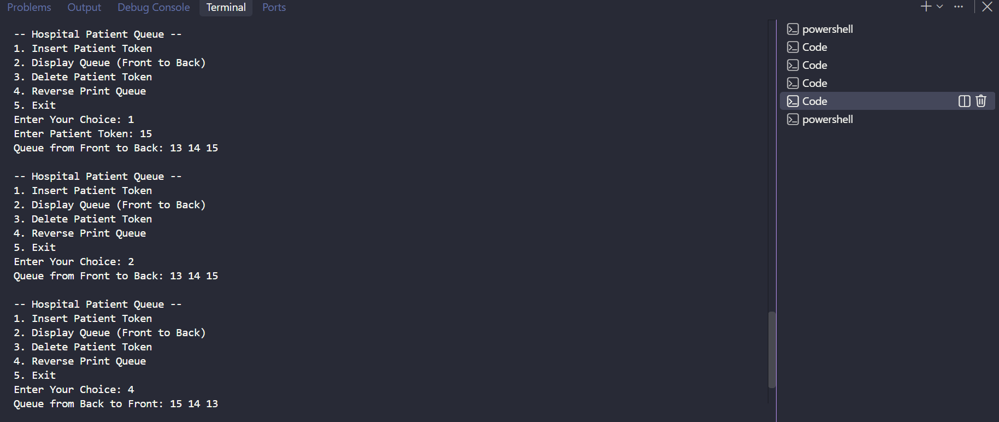 Problems Output Debug Console Terminal Ports
-- Hospital Patient Queue --
1. Insert Patient Token
2. Display Queue (Front to Back)
3. Delete Patient Token
4. Reverse Print Queue
5. Exit
Enter Your Choice: 1
Enter Patient Token: 15
Queue from Front to Back: 13 14 15
-- Hospital Patient Queue --
1. Insert Patient Token
2. Display Queue (Front to Back)
3. Delete Patient Token
4. Reverse Print Queue
5. Exit
Enter Your Choice: 2
Queue from Front to Back: 13 14 15
-- Hospital Patient Queue --
1. Insert Patient Token
2. Display Queue (Front to Back)
3. Delete Patient Token
4. Reverse Print Queue
5. Exit
Enter Your Choice: 4
Queue from Back to Front: 15 14 13
powershell
Code
Code
Code
Code
powershell